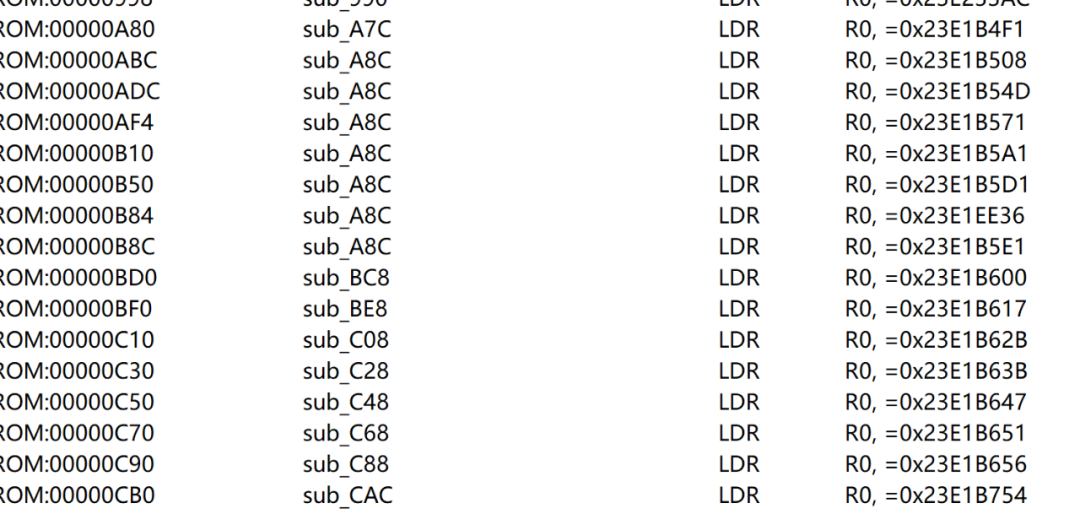 ROM:00000A80 sub_A7C LDR R0, =0x23E1B4F1
ROM:00000ABC sub_A8C LDR R0, =0x23E1B508
ROM:00000ADC sub_A8C LDR R0, =0x23E1B54D
ROM:00000AF4 sub_A8C LDR R0, =0x23E1B571
ROM:00000B10 sub_A8C LDR R0, =0x23E1B5A1
ROM:00000B50 sub_A8C LDR R0, =0x23E1B5D1
ROM:00000B84 sub_A8C LDR R0, =0x23E1EE36
ROM:00000B8C sub_A8C LDR R0, =0x23E1B5E1
ROM:00000BD0 sub_BC8 LDR R0, =0x23E1B600
ROM:00000BF0 sub_BE8 LDR R0, =0x23E1B617
ROM:00000C10 sub_C08 LDR R0, =0x23E1B62B
ROM:00000C30 sub_C28 LDR R0, =0x23E1B63B
ROM:00000C50 sub_C48 LDR R0, =0x23E1B647
ROM:00000C70 sub_C68 LDR R0, =0x23E1B651
ROM:00000C90 sub_C88 LDR R0, =0x23E1B656
ROM:00000CB0 sub_CAC LDR R0, =0x23E1B754